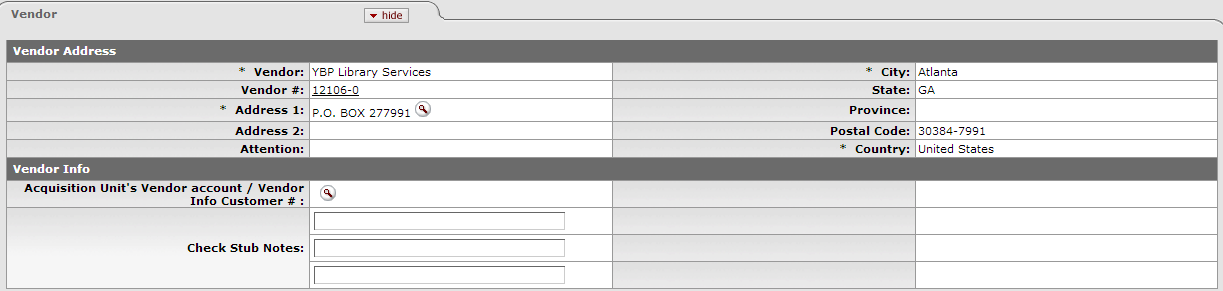 Vendor hide
Vendor Address
* Vendor: YBP Library Services * City: Atlanta
Vendor #: 12106-0 State: GA
* Address 1: P.O. BOX 277991 Province:
Address 2: Postal Code: 30384-7991
Attention: * Country: United States
Vendor Info
Acquisition Unit's Vendor account / Vendor
Info Customer # :
Check Stub Notes: